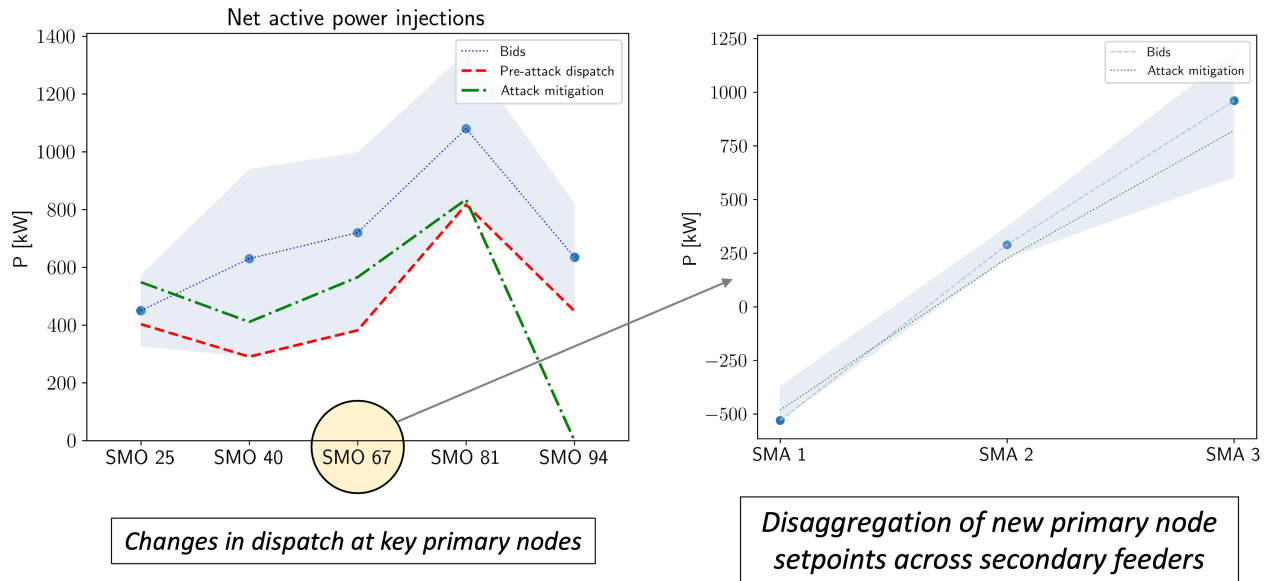 Net active power injections
1400
1200
1000
800
600
400
200
0
P [kW]
Bids
Pre-attack dispatch
Attack mitigation
SMO 25
SMO 40
SMO 67
SMO 81
SMO 94
Changes in dispatch at key primary nodes
1250
1000
750
500
250
0
−250
−500
P [kW]
Bids
Attack mitigation
SMA 1
SMA 2
SMA 3
Disaggregation of new primary node
setpoints across secondary feeders